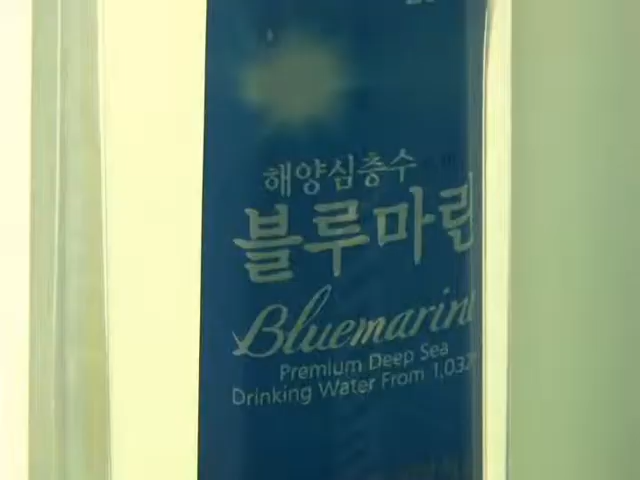 해양심층수
블루마린
Bluemarine
Premium Deep Sea
Drinking Water From 1,032